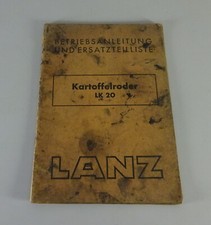 BETRIEBSANLEITUNG
UND ERSATZTEILLISTE
Kartoffelroder
LK 20
LANZ